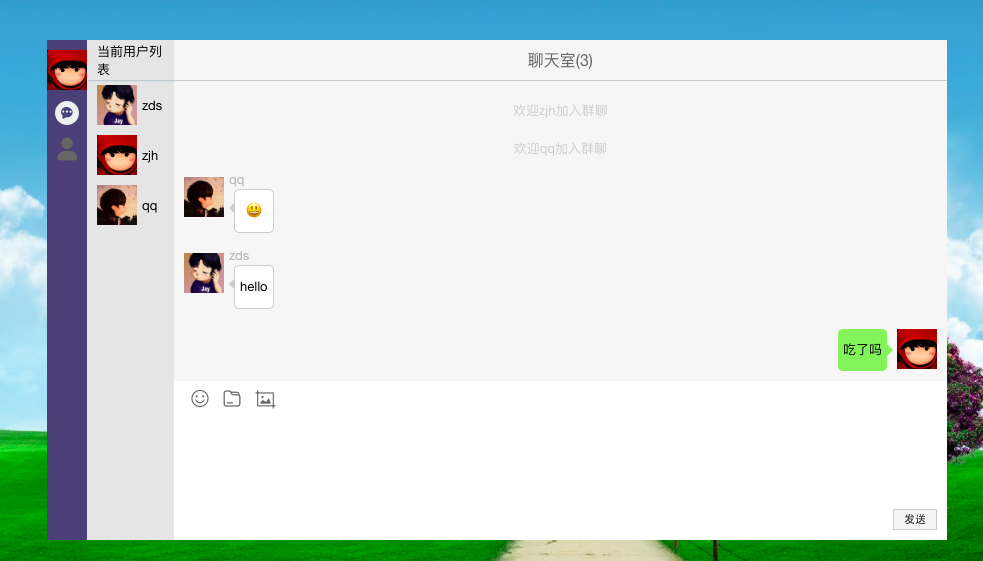 当前用户列
表
zds
zjh
qq
聊天室(3)
欢迎zjh加入群聊
欢迎qq加入群聊
qq
😃
zds
hello
吃了吗
发送
Jay
Jay